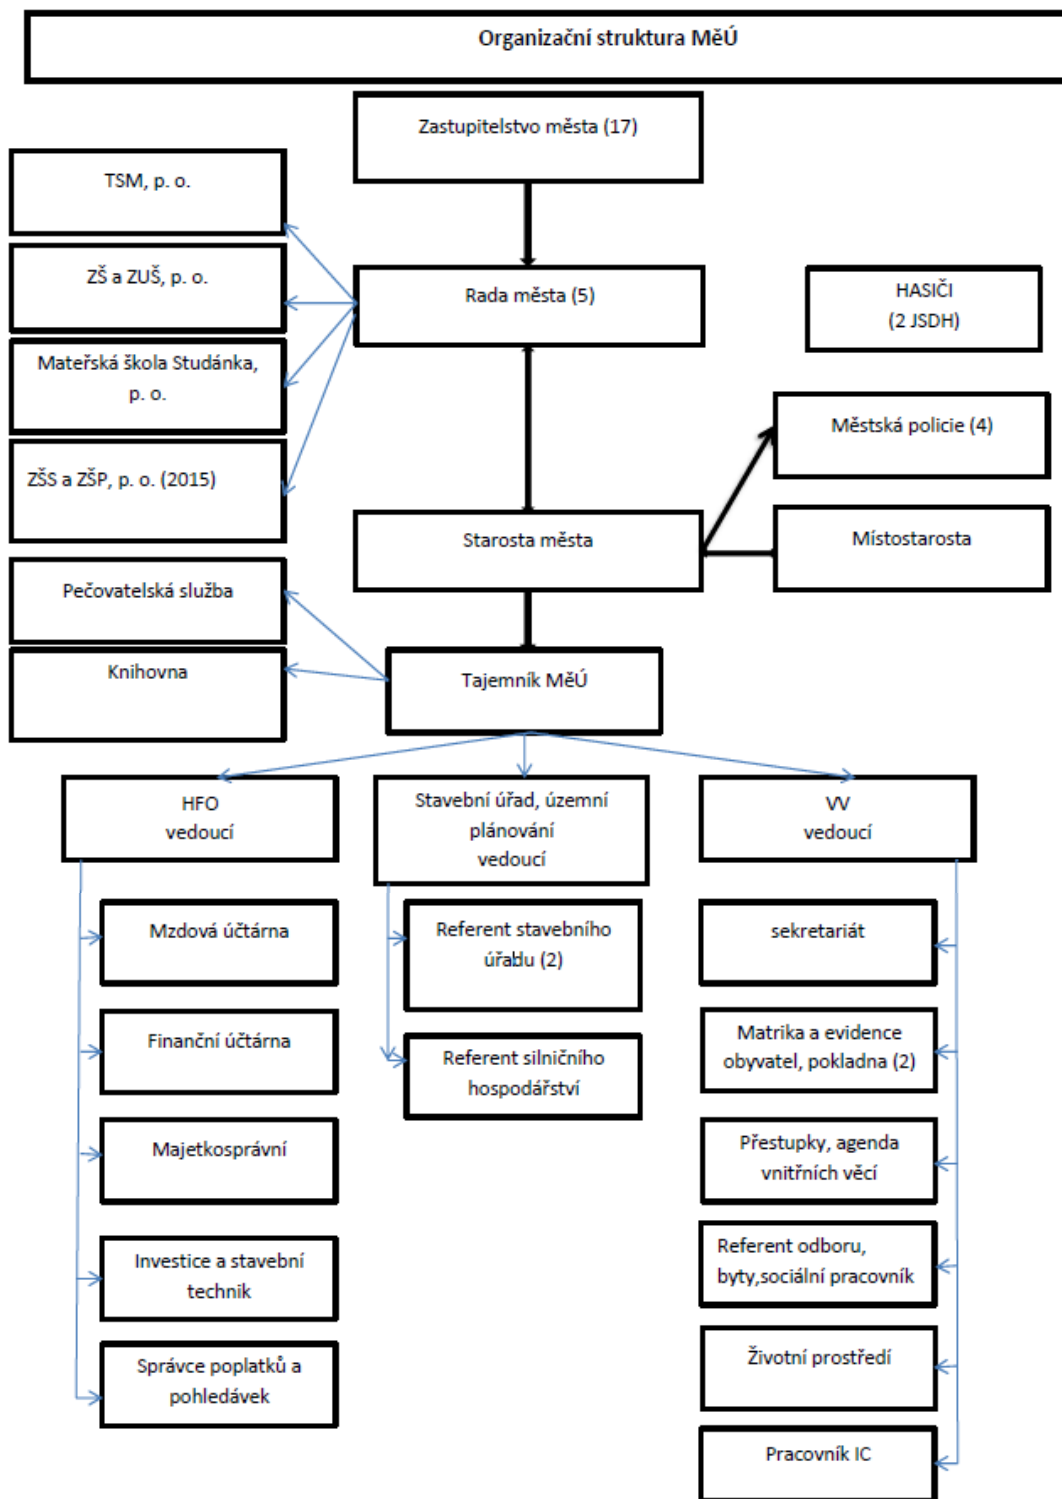 Organizační struktura MěÚ
Zastupitelstvo města (17)
TSM, p. o.
ZŠ a ZUŠ, p. o.
Rada města (5)
HASIČI
(2 JSDH)
Mateřská škola Studánka,
p. o.
Městská policie (4)
ZŠS a ZŠP, p. o. (2015)
Starosta města
Místostarosta
Pečovatelská služba
Knihovna
Tajemník MěÚ
HFO
vedoucí
Stavební úřad, územní
plánování
vedoucí
VV
vedoucí
Mzdová účtárna
Finanční účtárna
Majetkosprávní
Investice a stavební
technik
Správce poplatků a
pohledávek
Referent stavebního
úřadu (2)
Referent silničního
hospodářství
sekretariát
Matrika a evidence
obyvatel, pokladna (2)
Přestupky, agenda
vnitřních věcí
Referent odboru,
byty,sociální pracovník
Životní prostředí
Pracovník IC